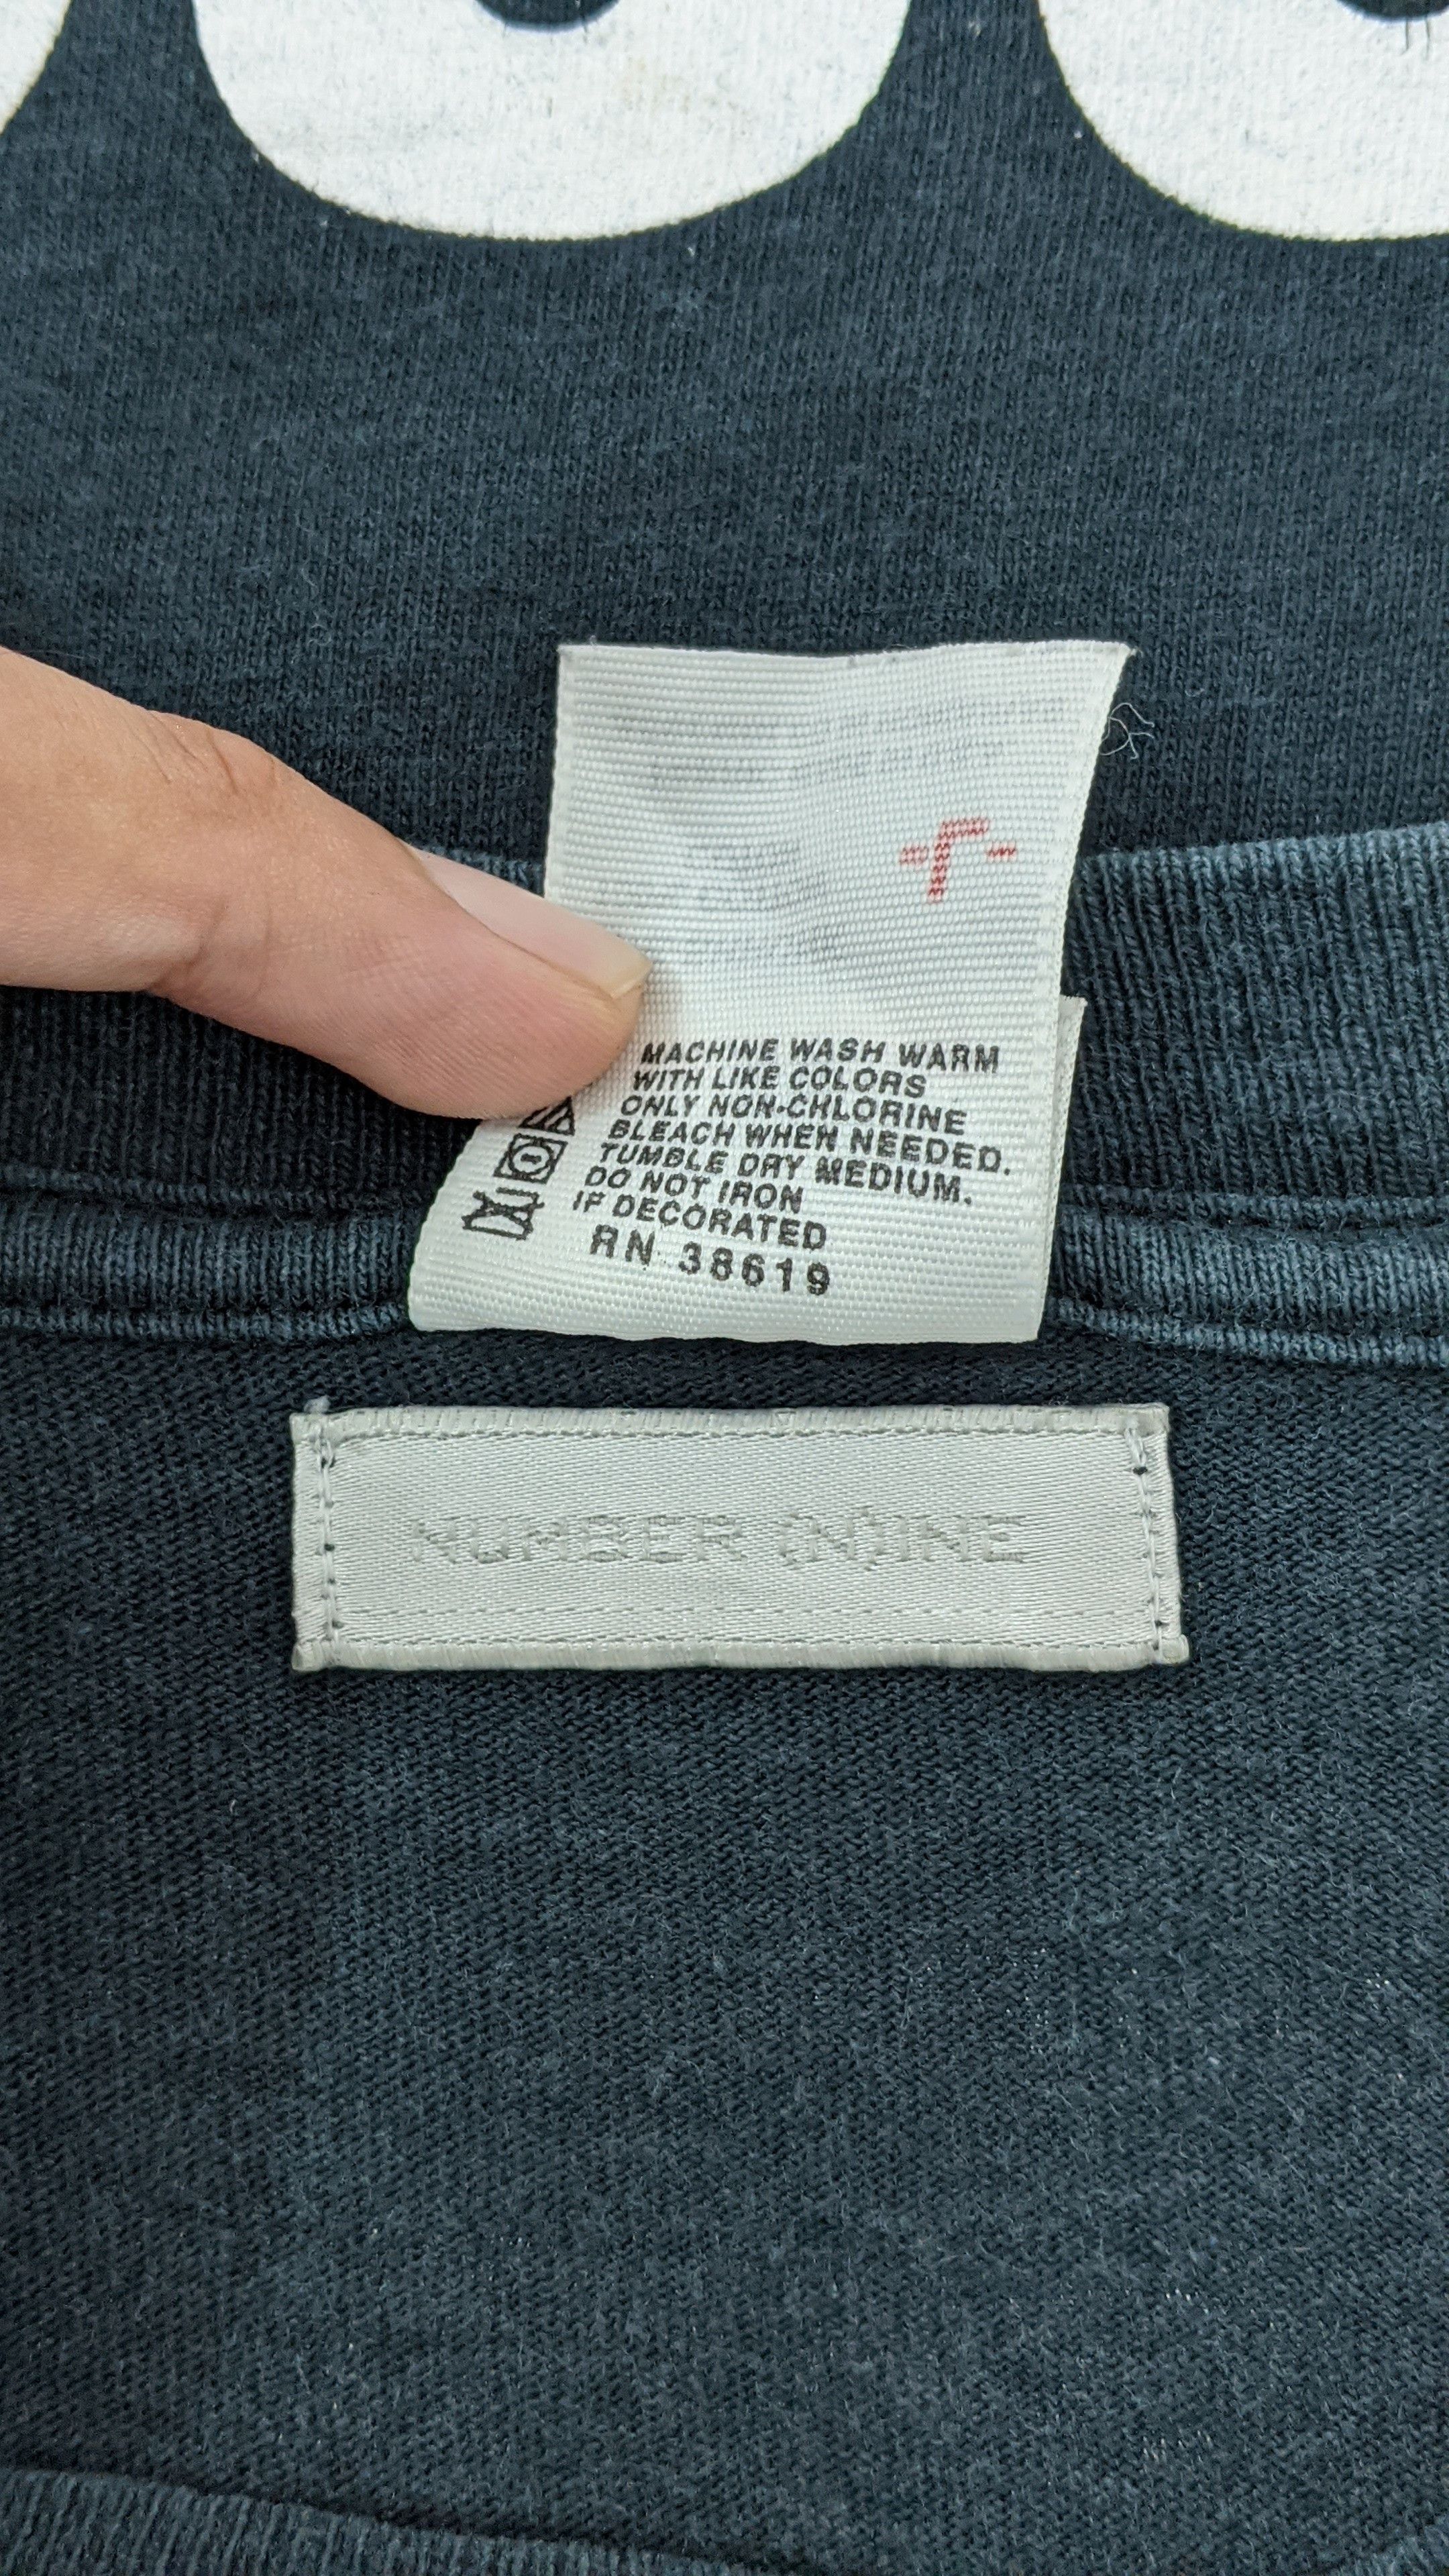 MACHINE WASH WARM
WITH LIKE COLORS
ONLY NON-CHLORINE
BLEACH WHEN NEEDED.
TUMBLE DRY MEDIUM.
DO NOT IRON
IF DECORATED
RN 38619
NUMBER (N)INE